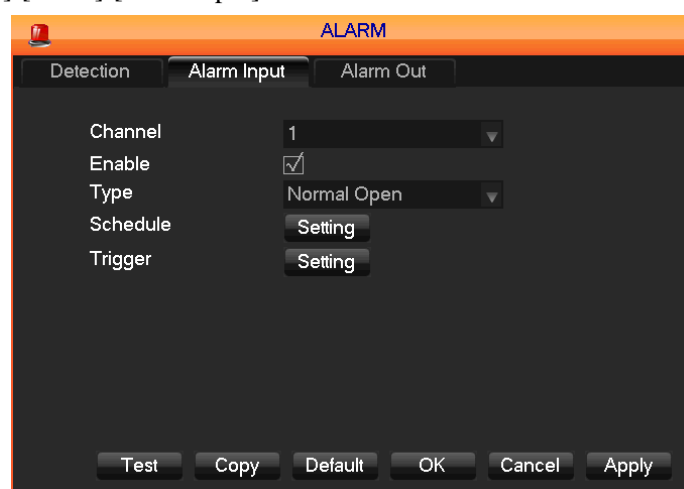 ALARM
Detection Alarm Input Alarm Out
Channel 1
Enable
Type Normal Open
Schedule Setting
Trigger Setting
Test Copy Default OK Cancel Apply